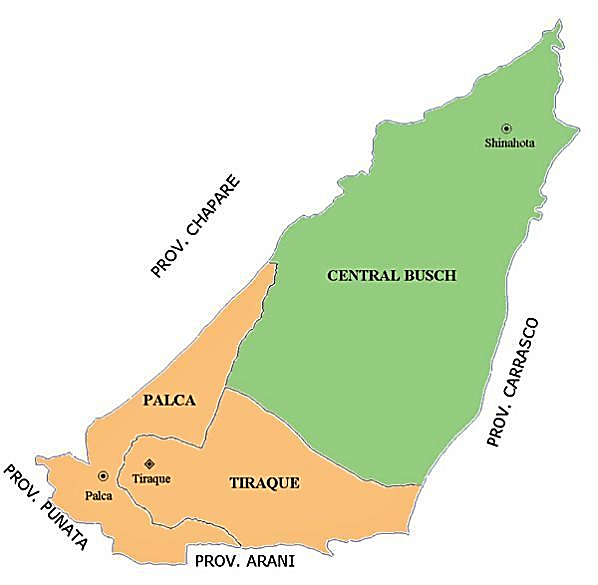 Shinahota
PROV. CHAPARE
CENTRAL BUSCH
PROV. CARRASCO
PALCA
Tiraque
TIRAQUE
Palca
PROV. PUNATA
PROV. ARANI